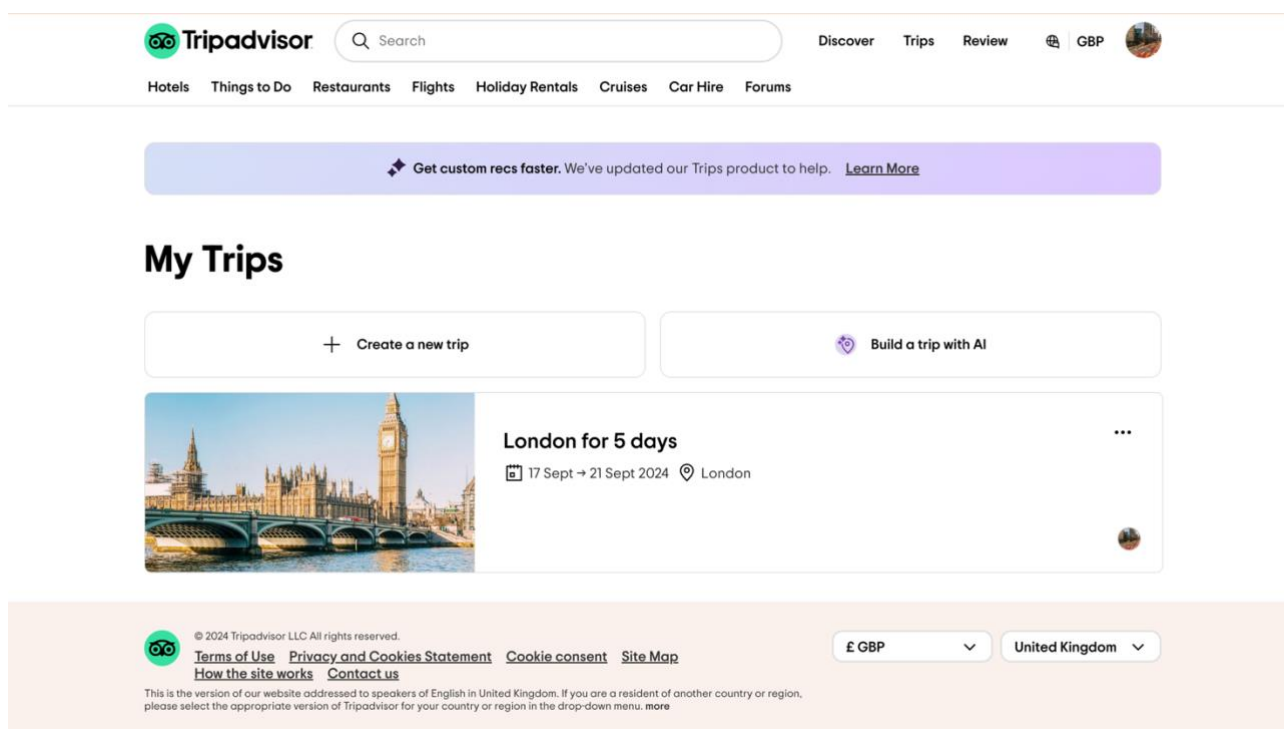 Tripadvisor
Search
Discover Trips Review GBP
Hotels Things to Do Restaurants Flights Holiday Rentals Cruises Car Hire Forums
Get custom recs faster. We've updated our Trips product to help. Learn More
My Trips
Create a new trip
Build a trip with AI
London for 5 days
17 Sept → 21 Sept 2024 London
© 2024 Tripadvisor LLC All rights reserved.
Terms of Use Privacy and Cookies Statement Cookie consent Site Map
How the site works Contact us
£ GBP
United Kingdom
This is the version of our website addressed to speakers of English in United Kingdom. If you are a resident of another country or region,
please select the appropriate version of Tripadvisor for your country or region in the drop-down menu. more